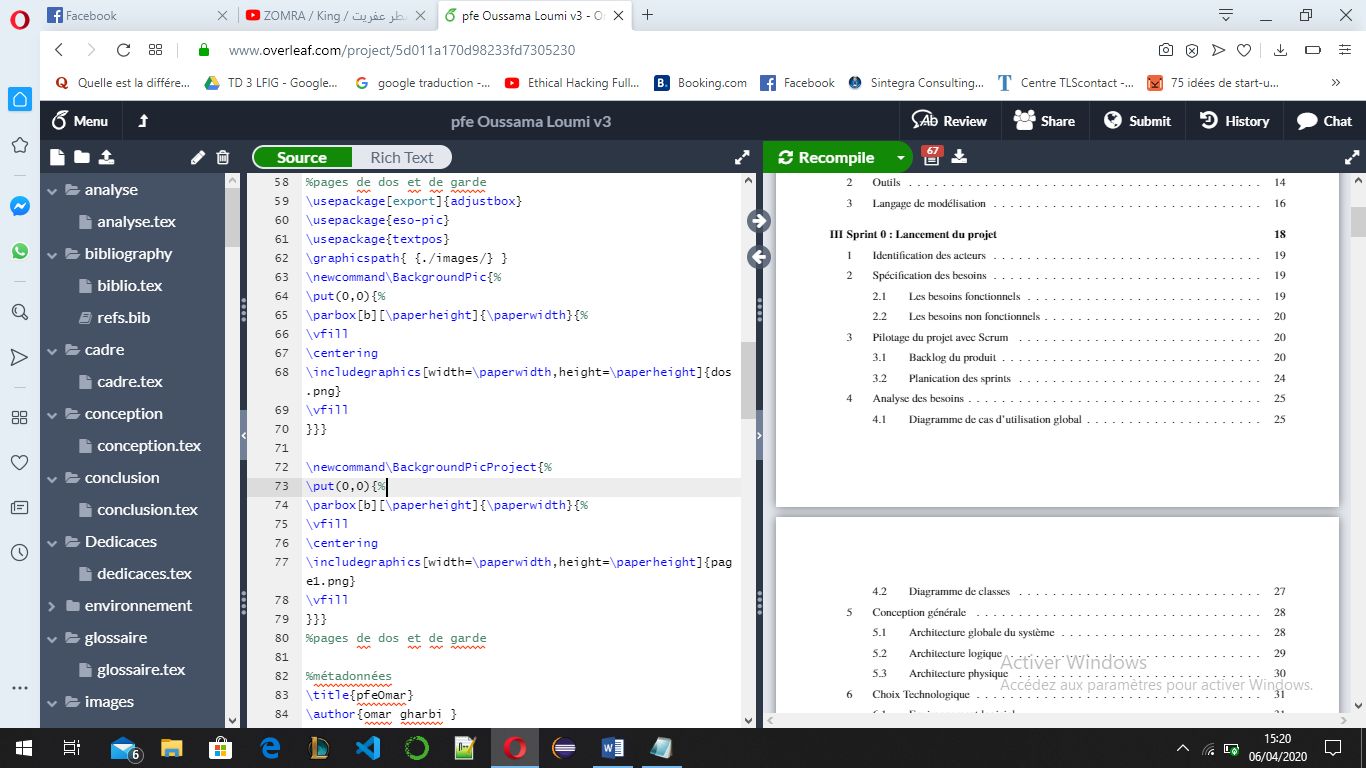 Facebook
ZOMRA / King / عطر عفريت
pfe Oussama Loumi v3 - O
www.overleaf.com/project/5d011a170d98233fd7305230
Quelle est la différe...
TD 3 LFIG - Google...
google traduction -...
Ethical Hacking Full...
Booking.com
Facebook
Sintegra Consulting...
Centre TLScontact -...
75 idées de start-u...
»
Menu
pfe Oussama Loumi v3
Review
Share
Submit
History
Chat
Source
Rich Text
Recompile
67
analyse
analyse.tex
bibliography
biblio.tex
refs.bib
cadre
cadre.tex
conception
conception.tex
conclusion
conclusion.tex
Dedicaces
dedicaces.tex
environnement
glossaire
glossaire.tex
images
58 %pages de dos et de garde
59 \usepackage[export]{adjustbox}
60 \usepackage{eso-pic}
61 \usepackage{textpos}
62 \graphicspath{ {./images/} }
63 \newcommand\BackgroundPic{%
64 \put(0,0){%
65 \parbox[b][\paperheight]{\paperwidth}{%
66 \vfill
67 \centering
68 \includegraphics[width=\paperwidth,height=\paperheight]{dos
.png}
69 \vfill
70 }}}
71
72 \newcommand\BackgroundPicProject{%
73 \put(0,0){%
74 \parbox[b][\paperheight]{\paperwidth}{%
75 \vfill
76 \centering
77 \includegraphics[width=\paperwidth,height=\paperheight]{pag
e1.png}
78 \vfill
79 }}}
80 %pages de dos et de garde
81
82 %métadonnées
83 \title{pfeOmar}
84 \author{omar gharbi }
2 Outils . . . 14
3 Langage de modélisation . . . 16
III Sprint 0 : Lancement du projet 18
1 Identification des acteurs . . . 19
2 Spécification des besoins . . . 19
2.1 Les besoins fonctionnels . . . 19
2.2 Les besoins non fonctionnels . . . 20
3 Pilotage du projet avec Scrum . . . 20
3.1 Backlog du produit . . . 20
3.2 Planication des sprints . . . 24
4 Analyse des besoins . . . 25
4.1 Diagramme de cas d'utilisation global . . . 25
4.2 Diagramme de classes . . . 27
5 Conception générale . . . 28
5.1 Architecture globale du système . . . 28
5.2 Architecture logique . . . 29
5.3 Architecture physique . . . 30
6 Choix Technologique . . . 31
Activer Windows
Accédez aux paramètres pour activer Windows.
6
15:20
06/04/2020